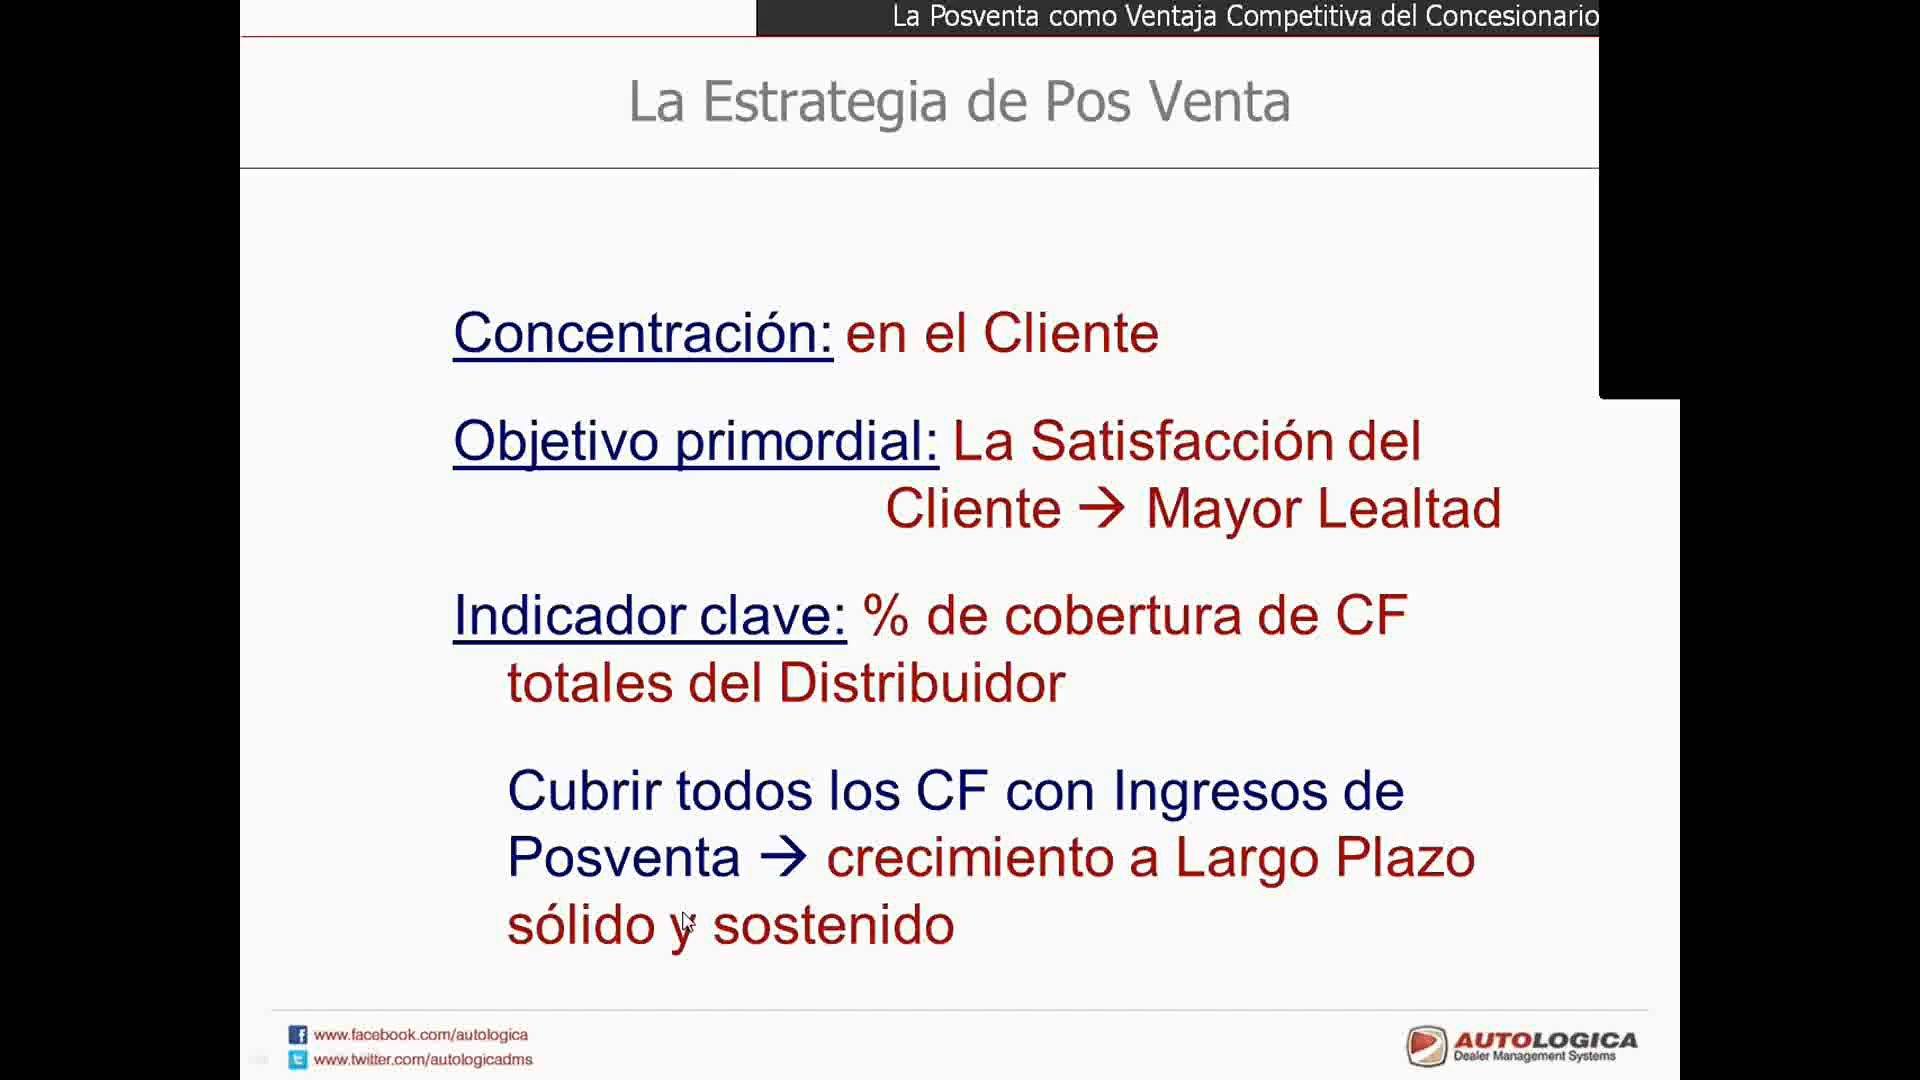 La Posventa como Ventaja Competitiva del Concesionario
La Estrategia de Pos Venta
Concentración: en el Cliente
Objetivo primordial: La Satisfacción del
Cliente → Mayor Lealtad
Indicador clave: % de cobertura de CF
totales del Distribuidor
Cubrir todos los CF con Ingresos de
Posventa → crecimiento a Largo Plazo
sólido y sostenido
www.facebook.com/autologica
www.twitter.com/autologicadms
AUTOLOGICA
Dealer Management Systems